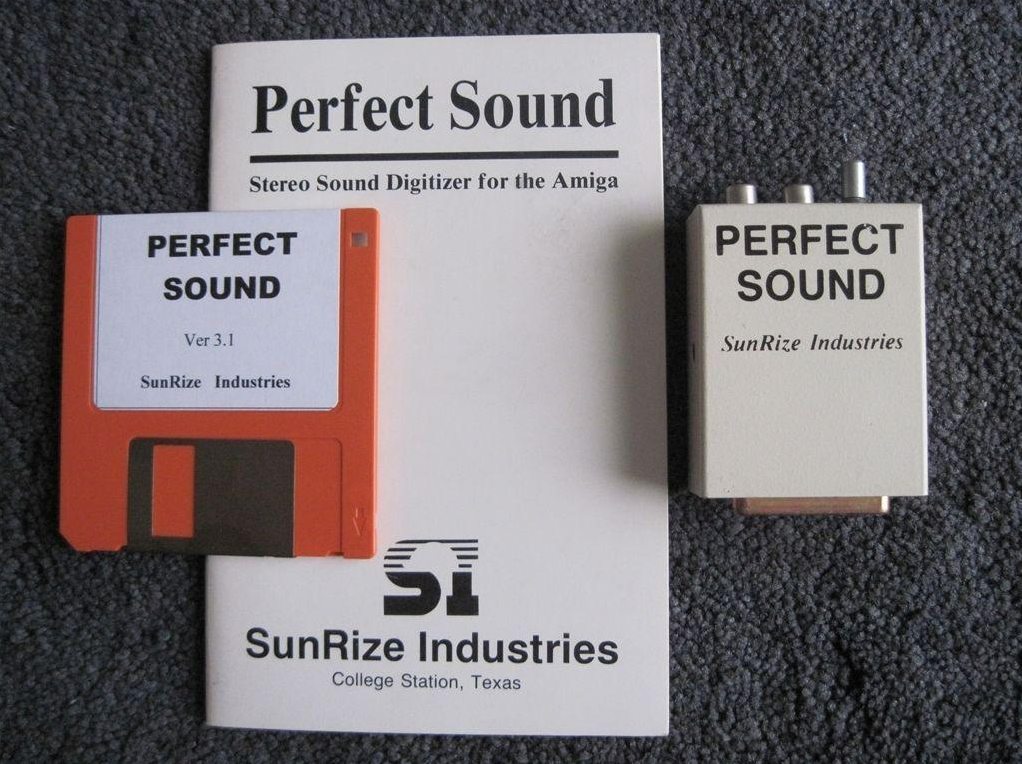 Perfect Sound
Stereo Sound Digitizer for the Amiga
SI
SunRize Industries
College Station, Texas
PERFECT
SOUND
Ver 3.1
SunRize Industries
PERFECT
SOUND
SunRize Industries